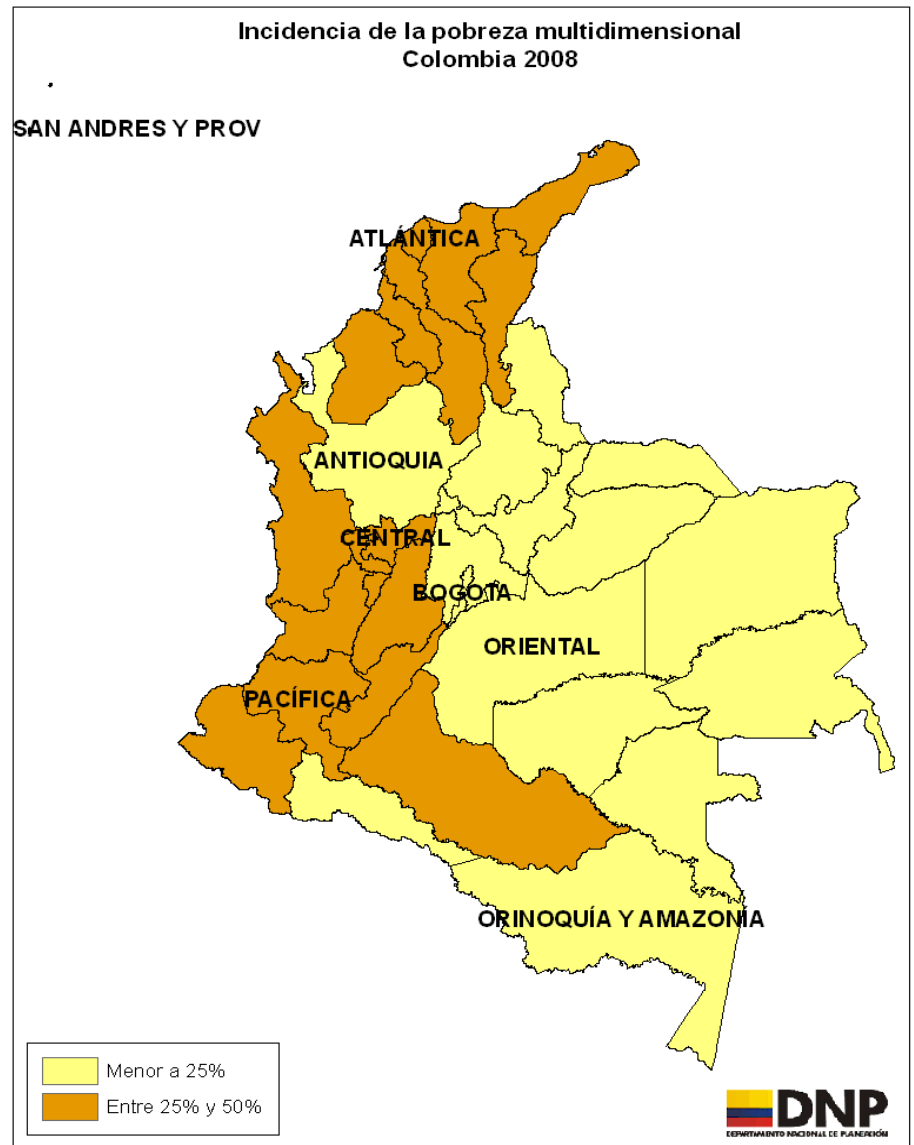 Incidencia de la pobreza multidimensional
Colombia 2008
SAN ANDRES Y PROV
ATLÁNTICA
ANTIOQUIA
CENTRAL
BOGOTA
ORIENTAL
PACÍFICA
ORINOQUÍA Y AMAZONÍA
Menor a 25%
Entre 25% y 50%
DNP
DEPARTAMENTO NACIONAL DE PLANEACIÓN